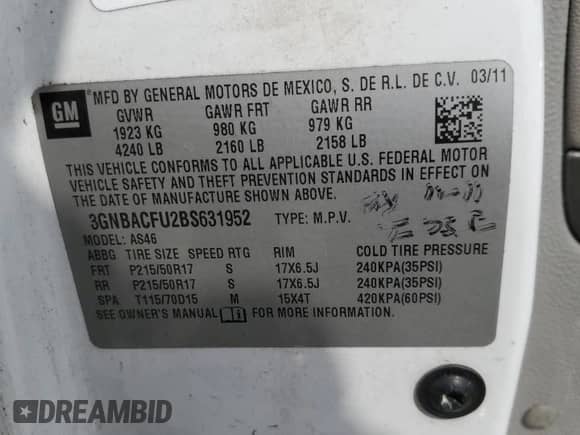 GM
MFD BY GENERAL MOTORS DE MEXICO, S. DE R.L. DE C.V. 03/11
GVWR GAWR FRT GAWR RR
1923 KG 980 KG 979 KG
4240 LB 2160 LB 2158 LB
THIS VEHICLE CONFORMS TO ALL APPLICABLE U.S. FEDERAL MOTOR
VEHICLE SAFETY AND THEFT PREVENTION STANDARDS IN EFFECT ON
THE DATE OF MANUFACTURE SHOWN ABOVE.
3GNBACFU2BS631952 TYPE: M.P.V.
MODEL: AS46
ABBG TIRE SIZE SPEED RTG RIM COLD TIRE PRESSURE
FRT P215/50R17 S 17X6.5J 240KPA(35PSI)
RR P215/50R17 S 17X6.5J 240KPA(35PSI)
SPA T115/70D15 M 15X4T 420KPA(60PSI)
SEE OWNER'S MANUAL FOR MORE INFORMATION.
DREAMBID